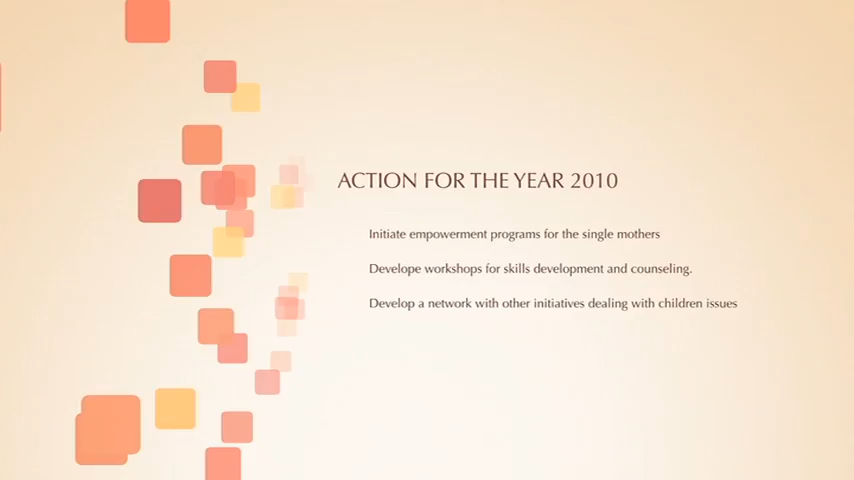 ACTION FOR THE YEAR 2010
Initiate empowerment programs for the single mothers
Develope workshops for skills development and counseling.
Develop a network with other initiatives dealing with children issues